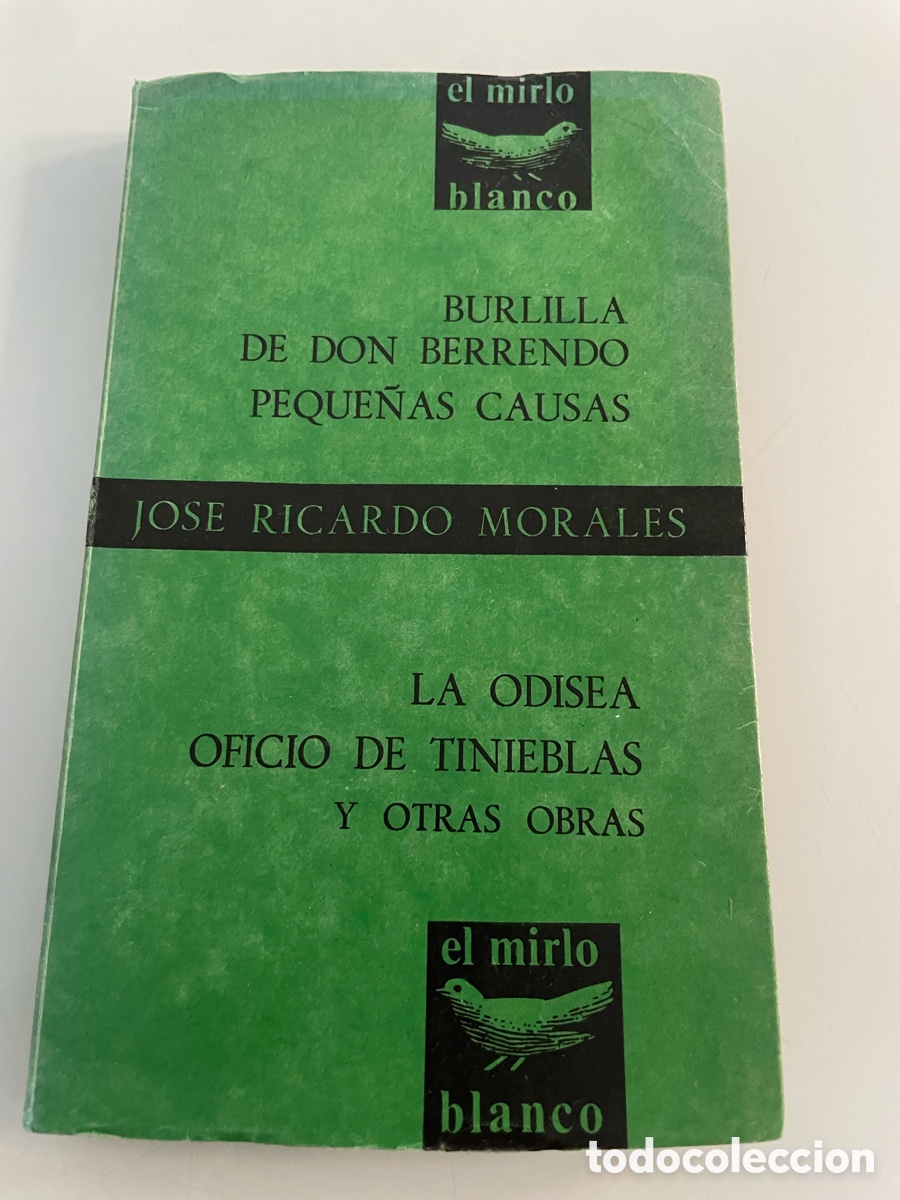 el mirlo
blanco
BURLILLA
DE DON BERRENDO
PEQUEÑAS CAUSAS
JOSE RICARDO MORALES
LA ODISEA
OFICIO DE TINIEBLAS
Y OTRAS OBRAS
el mirlo
blanco
todocoleccion